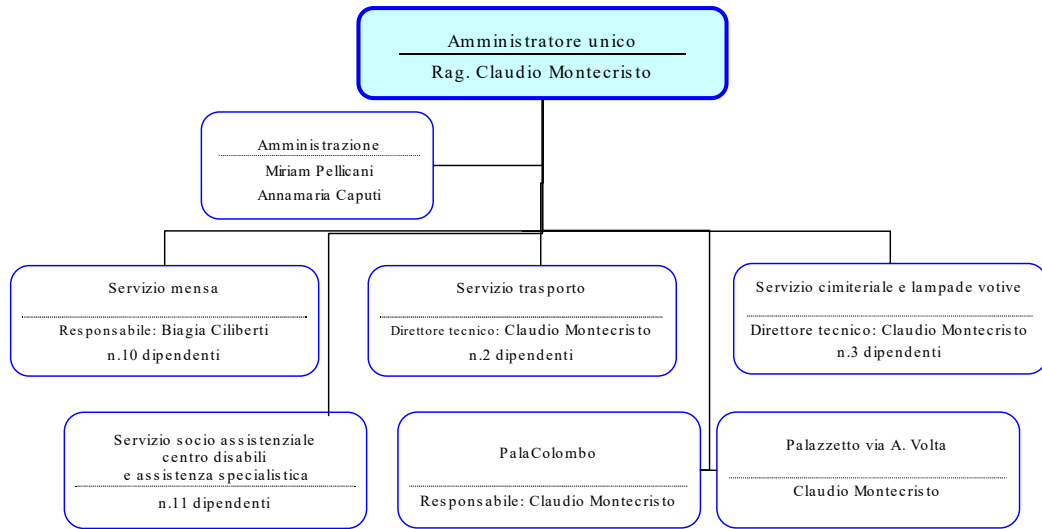 Amministratore unico
Rag. Claudio Montecristo
Amministrazione
Miriam Pellicani
Annamaria Caputi
Servizio mensa
Responsabile: Biagia Ciliberti
n.10 dipendenti
Servizio trasporto
Direttore tecnico: Claudio Montecristo
n.2 dipendenti
Servizio cimiteriale e lampade votive
Direttore tecnico: Claudio Montecristo
n.3 dipendenti
Servizio socio assistenziale
centro disabili
e assistenza specialistica
n.11 dipendenti
PalaColombo
Responsabile: Claudio Montecristo
Palazzetto via A. Volta
Claudio Montecristo